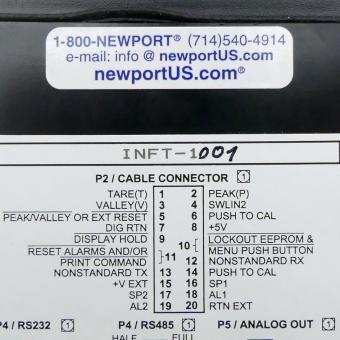 1-800-NEWPORT® (714)540-4914
e-mail: info @ newportUS.com
newportUS.com®
INFT-1001
P2 / CABLE CONNECTOR 1
TARE(T) 1 2 PEAK(P)
VALLEY(V) 3 4 SWLIN2
PEAK/VALLEY OR EXT RESET 5 6 PUSH TO CAL
DIG RTN 7 8 +5V
DISPLAY HOLD 9 10 LOCKOUT EEPROM &
RESET ALARMS AND/OR 11 MENU PUSH BUTTON
PRINT COMMAND 12 NONSTANDARD RX
NONSTANDARD TX 13 14 PUSH TO CAL
+V EXT 15 16 SP1
SP2 17 18 AL1
AL2 19 20 RTN EXT
P4 / RS232 1 P4 / RS485 1 P5 / ANALOG OUT 1
HALF FULL